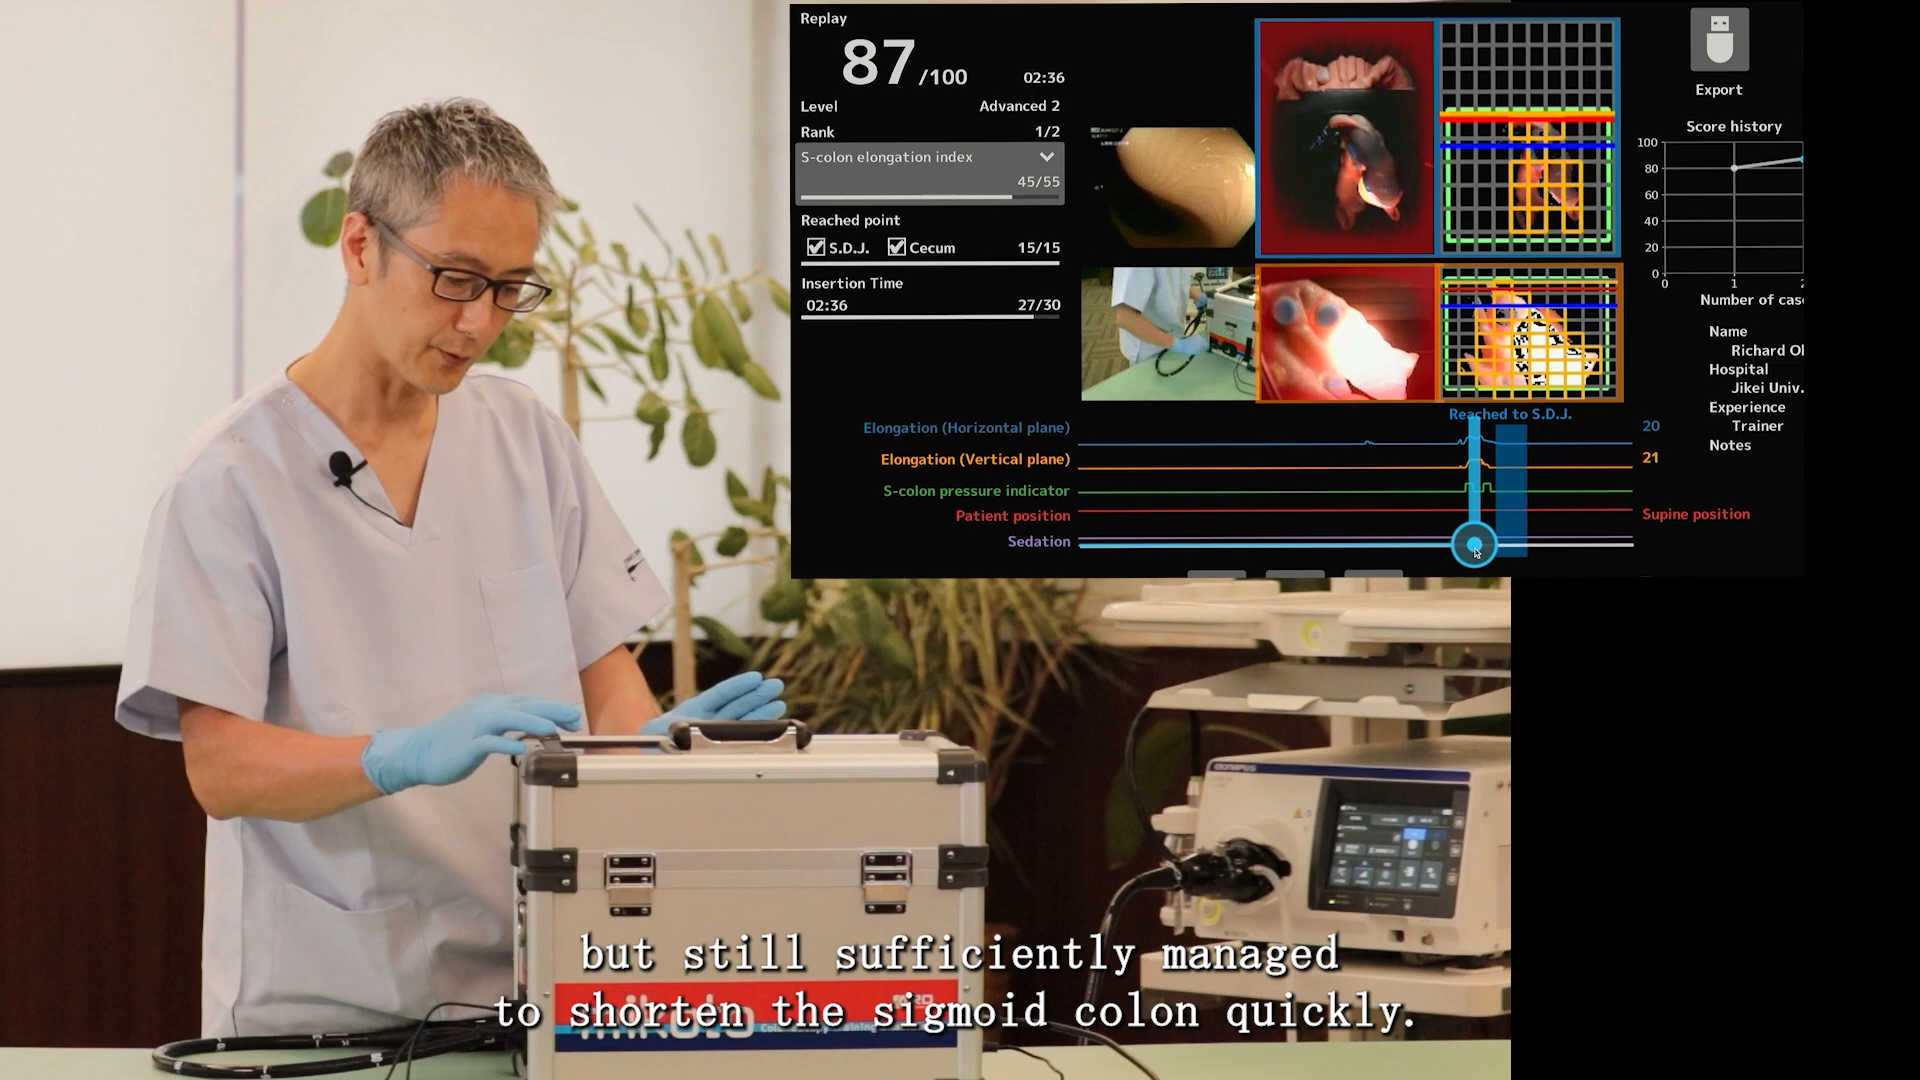 Replay
87/100 02:36
Level Advanced 2
Rank 1/2
S-colon elongation index
45/55
Reached point
S.D.J. Cecum 15/15
Insertion Time
02:36 27/30
Export
Score history
100
80
60
40
20
0
0 1 2
Number of case
Name
Richard Ol
Hospital
Jikei Univ.
Experience
Trainer
Notes
Reached to S.D.J.
Elongation (Horizontal plane) 20
Elongation (Vertical plane) 21
S-colon pressure indicator
Patient position Supine position
Sedation
OLYMPUS
mikoto
but still sufficiently managed
to shorten the sigmoid colon quickly.